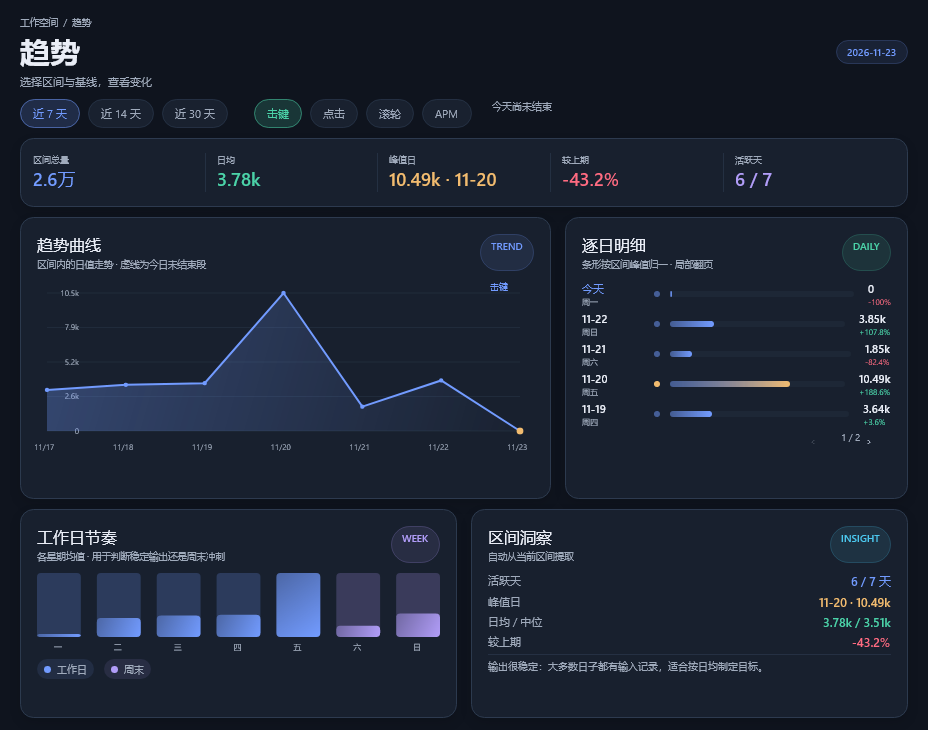 工作空间 / 趋势
趋势
2026-11-23
选择区间与基线，查看变化
近 7 天
近 14 天
近 30 天
击键
点击
滚轮
APM
今天尚未结束
区间总量
2.6万
日均
3.78k
峰值日
10.49k · 11-20
较上期
-43.2%
活跃天
6 / 7
趋势曲线
区间内的日值走势 · 虚线为今日未结束段
TREND
击键
10.5k
7.9k
5.2k
2.6k
0
11/17
11/18
11/19
11/20
11/21
11/22
11/23
逐日明细
条形按区间峰值归一 · 局部翻页
DAILY
今天
周一
0
-100%
11-22
周日
3.85k
+107.8%
11-21
周六
1.85k
-82.4%
11-20
周五
10.49k
+188.6%
11-19
周四
3.64k
+3.6%
‹ 1 / 2 ›
工作日节奏
各星期均值 · 用于判断稳定输出还是周末冲刺
WEEK
一
二
三
四
五
六
日
工作日
周末
区间洞察
自动从当前区间提取
INSIGHT
活跃天
6 / 7 天
峰值日
11-20 · 10.49k
日均 / 中位
3.78k / 3.51k
较上期
-43.2%
输出很稳定：大多数日子都有输入记录，适合按日均制定目标。